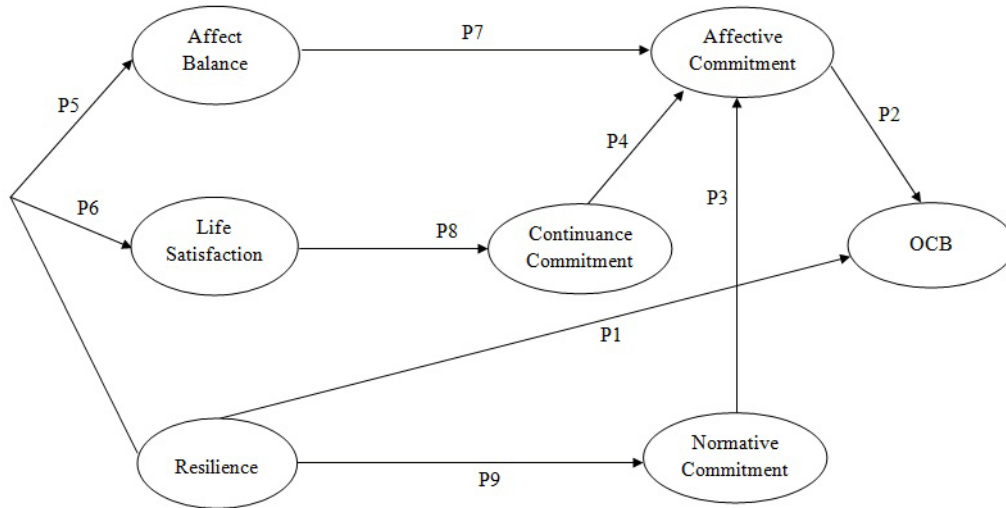 Affect
Balance
P7
Affective
Commitment
P5
P2
P4
P3
P6
Life
Satisfaction
P8
Continuance
Commitment
OCB
P1
Resilience
P9
Normative
Commitment